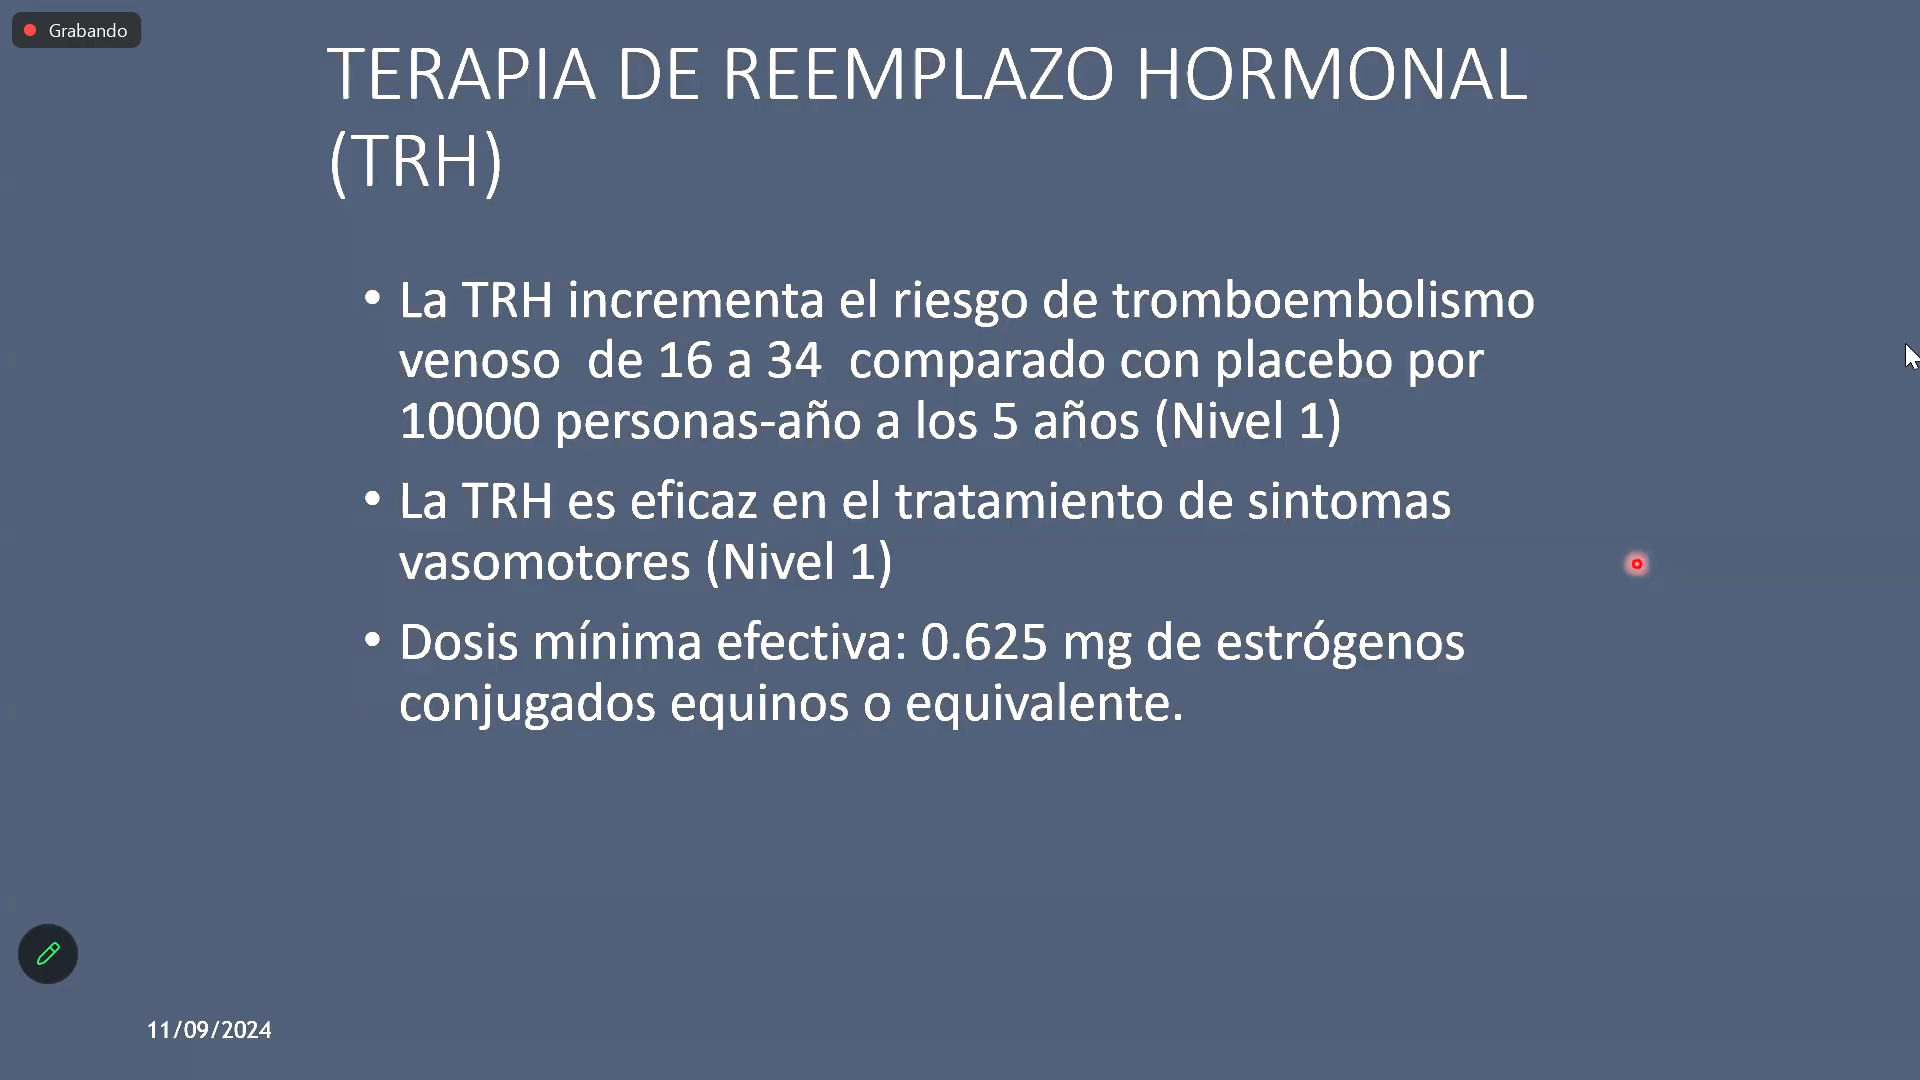 Grabando
TERAPIA DE REEMPLAZO HORMONAL
(TRH)
• La TRH incrementa el riesgo de tromboembolismo
venoso de 16 a 34 comparado con placebo por
10000 personas-año a los 5 años (Nivel 1)
• La TRH es eficaz en el tratamiento de sintomas
vasomotores (Nivel 1)
• Dosis mínima efectiva: 0.625 mg de estrógenos
conjugados equinos o equivalente.
11/09/2024